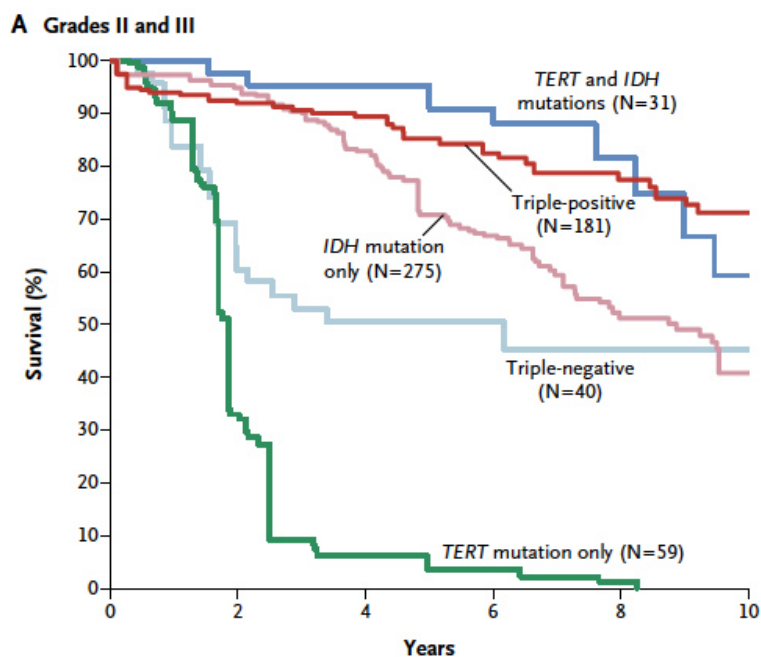 A Grades II and III
100
90
80
70
60
50
40
30
20
10
0
Survival (%)
TERT and IDH
mutations (N=31)
Triple-positive
(N=181)
IDH mutation
only (N=275)
Triple-negative
(N=40)
TERT mutation only (N=59)
0 2 4 6 8 10
Years